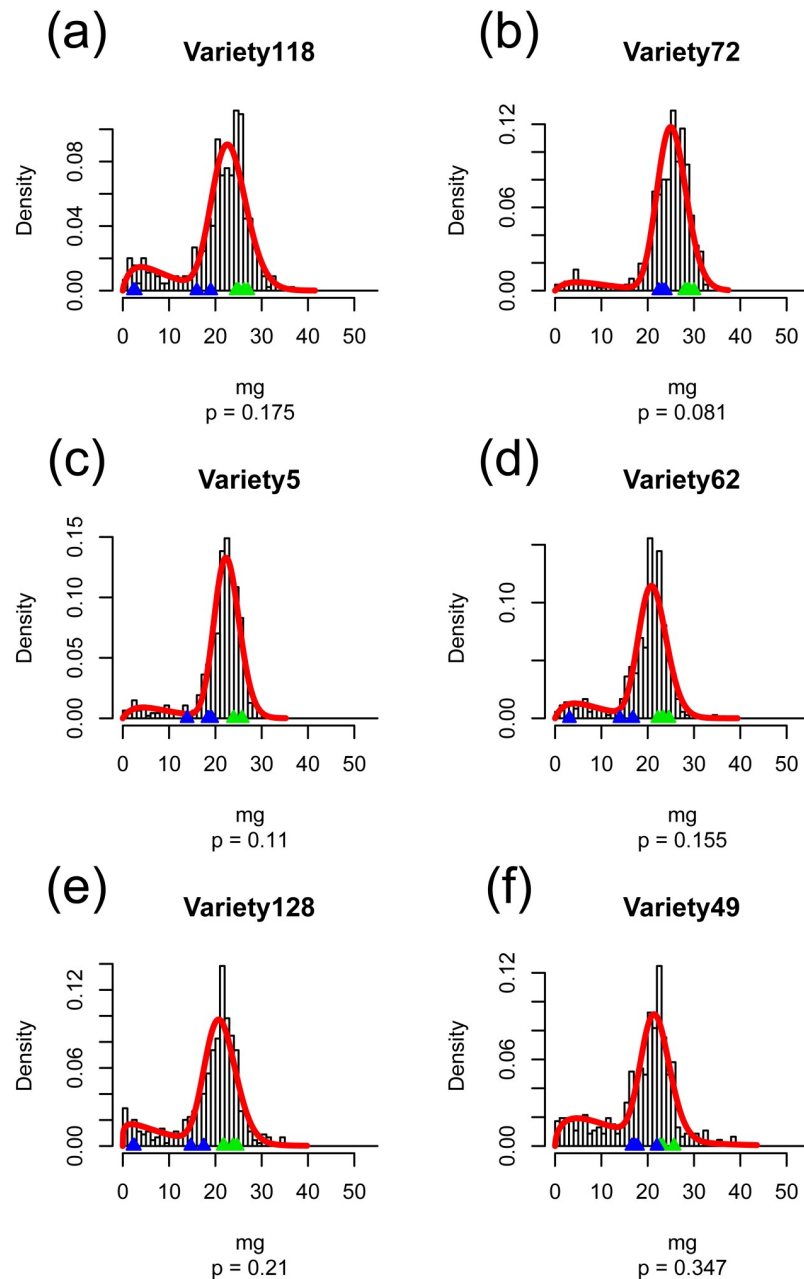 (a)
Variety118
Density
0.00 0.04 0.08
0 10 20 30 40 50
mg
p = 0.175
(b)
Variety72
Density
0.00 0.06 0.12
0 10 20 30 40 50
mg
p = 0.081
(c)
Variety5
Density
0.00 0.05 0.10 0.15
0 10 20 30 40 50
mg
p = 0.11
(d)
Variety62
Density
0.00 0.10
0 10 20 30 40 50
mg
p = 0.155
(e)
Variety128
Density
0.00 0.06 0.12
0 10 20 30 40 50
mg
p = 0.21
(f)
Variety49
Density
0.00 0.06 0.12
0 10 20 30 40 50
mg
p = 0.347